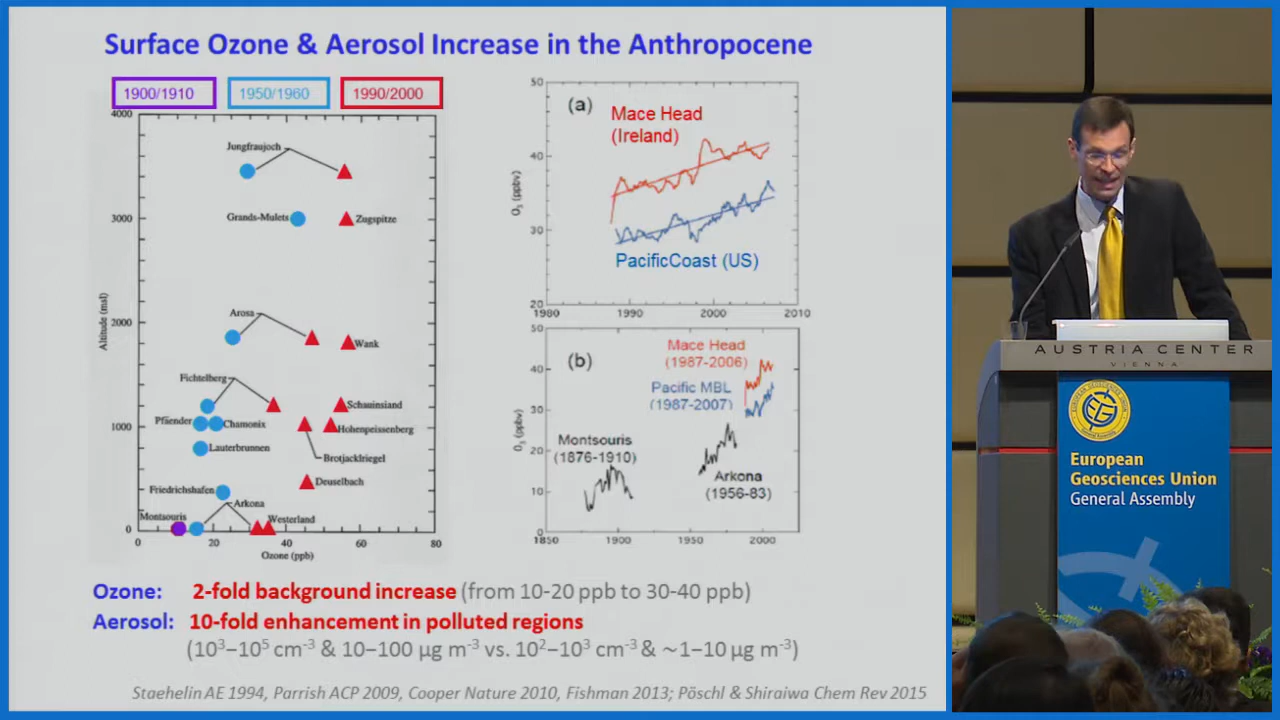 Surface Ozone & Aerosol Increase in the Anthropocene
1900/1910
1950/1960
1990/2000
4000
3000
2000
1000
0
Altitude (msl)
Jungfraujoch
Grands-Mulets
Zugspitze
Arosa
Wank
Fichtelberg
Schauinsland
Pfänder
Chamonix
Hohenpeissenberg
Lauterbrunnen
Brotjacklriegel
Deuselbach
Friedrichshafen
Arkona
Montsouris
Westerland
0
20
40
60
80
Ozone (ppb)
50
40
30
20
O3 (ppbv)
(a)
Mace Head
(Ireland)
PacificCoast (US)
1980
1990
2000
2010
50
40
30
20
10
0
O3 (ppbv)
(b)
Mace Head
(1987-2006)
Pacific MBL
(1987-2007)
Montsouris
(1876-1910)
Arkona
(1956-83)
1850
1900
1950
2000
Ozone: 2-fold background increase (from 10-20 ppb to 30-40 ppb)
Aerosol: 10-fold enhancement in polluted regions
(10³–10⁵ cm⁻³ & 10–100 µg m⁻³ vs. 10²–10³ cm⁻³ & ~1–10 µg m⁻³)
Staehelin AE 1994, Parrish ACP 2009, Cooper Nature 2010, Fishman 2013; Pöschl & Shiraiwa Chem Rev 2015
AUSTRIA CENTER
VIENNA
European
Geosciences Union
General Assembly